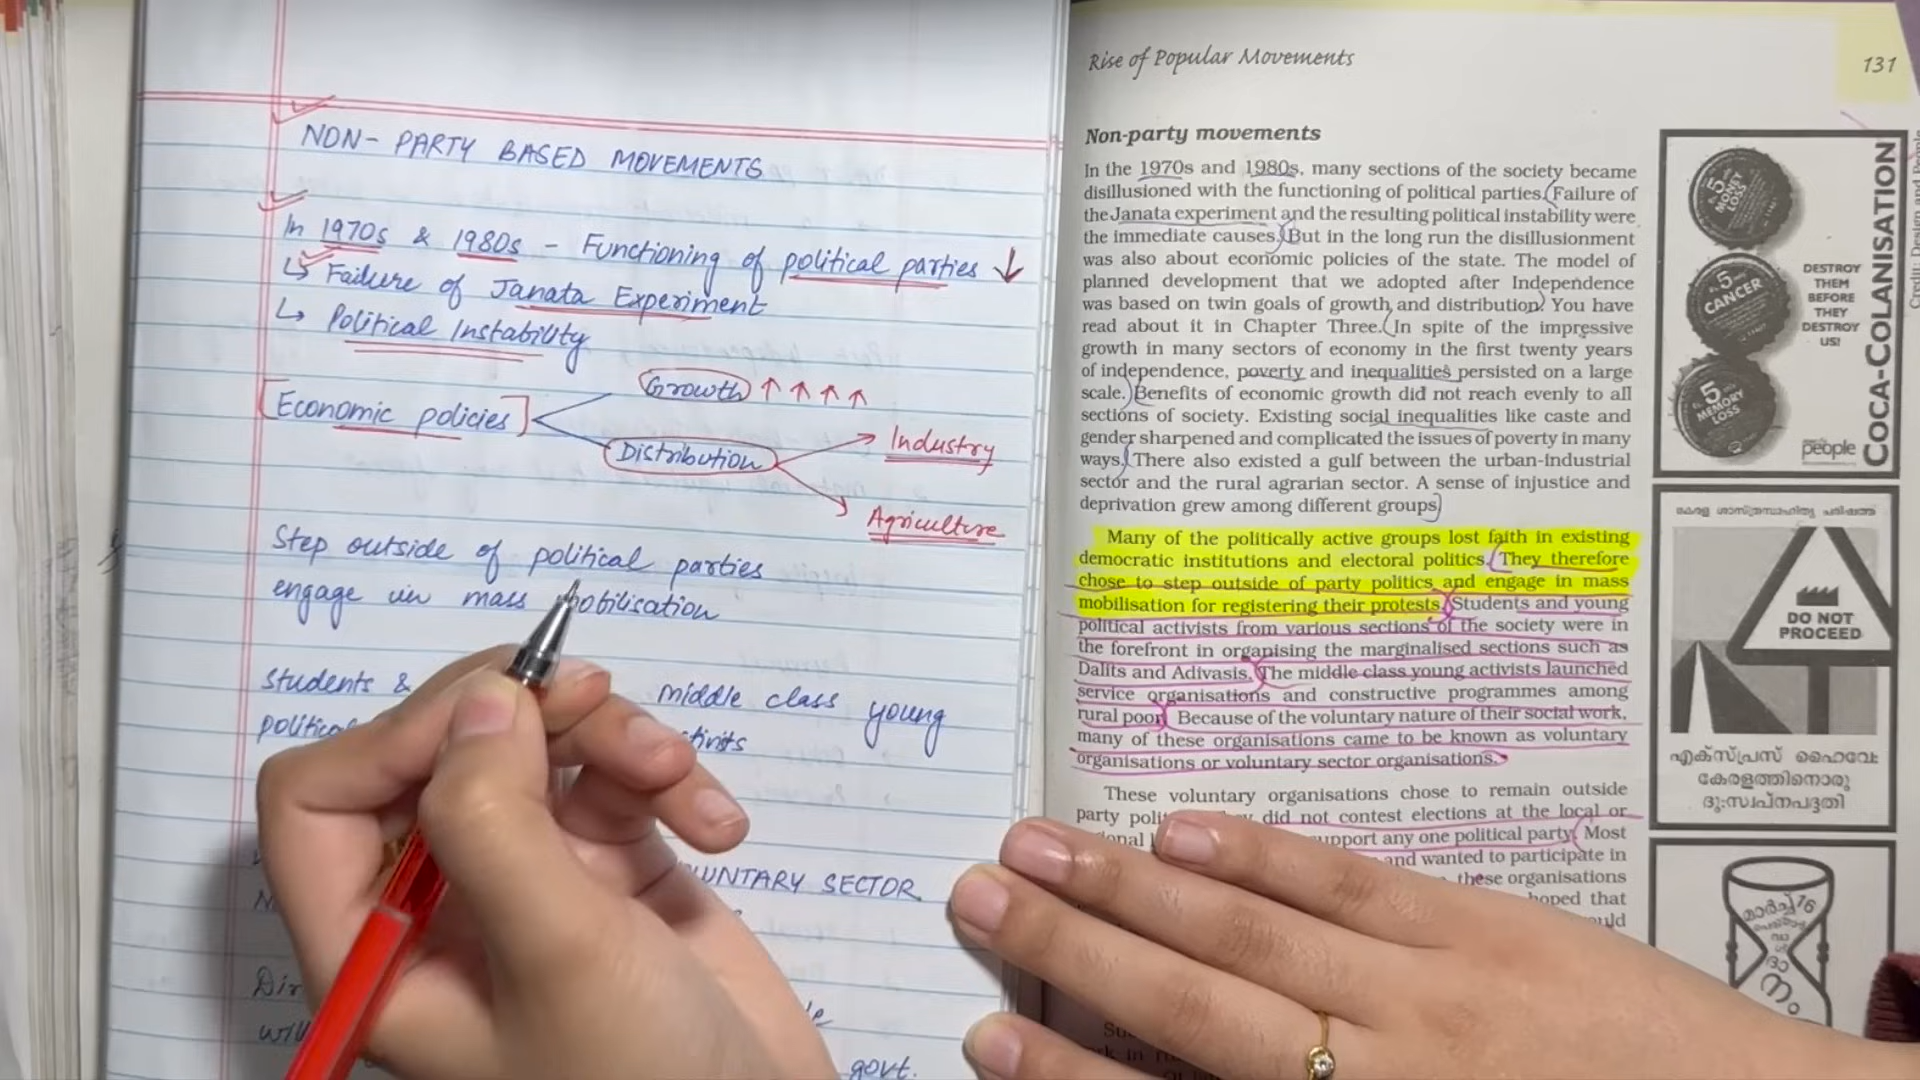 NON- PARTY BASED MOVEMENTS
In 1970s & 1980s - Functioning of political parties ↓
↳ Failure of Janata Experiment
↳ Political Instability
[Economic policies]
Growth ↑ ↑ ↑ ↑
Distribution
Industry
Agriculture
Step outside of political parties
engage in mass mobilisation
Students &
middle class young
UNTARY SECTOR
govt.
Rise of Popular Movements
131
Non-party movements
In the 1970s and 1980s, many sections of the society became
disillusioned with the functioning of political parties. Failure of
the Janata experiment and the resulting political instability were
the immediate causes. But in the long run the disillusionment
was also about economic policies of the state. The model of
planned development that we adopted after Independence
was based on twin goals of growth and distribution. You have
read about it in Chapter Three. In spite of the impressive
growth in many sectors of economy in the first twenty years
of independence, poverty and inequalities persisted on a large
scale. Benefits of economic growth did not reach evenly to all
sections of society. Existing social inequalities like caste and
gender sharpened and complicated the issues of poverty in many
ways. There also existed a gulf between the urban-industrial
sector and the rural agrarian sector. A sense of injustice and
deprivation grew among different groups.
Many of the politically active groups lost faith in existing
democratic institutions and electoral politics. They therefore
chose to step outside of party politics and engage in mass
mobilisation for registering their protests. Students and young
political activists from various sections of the society were in
the forefront in organising the marginalised sections such as
Dalits and Adivasis. The middle class young activists launched
service organisations and constructive programmes among
rural poor. Because of the voluntary nature of their social work,
many of these organisations came to be known as voluntary
organisations or voluntary sector organisations.
These voluntary organisations chose to remain outside
party did not contest elections at the local or
support any one political party. Most
and wanted to participate in
these organisations
hoped that
5 MONEY LOSS
5 CANCER
5 MEMORY LOSS
DESTROY
THEM
BEFORE
THEY
DESTROY
US!
people
COCA-COLANISATION
Credit: Design and People
കേരള ശാസ്ത്രസാഹിത്യ പരിഷത്ത്
DO NOT
PROCEED
എക്സ്പ്രസ് ഹൈവേ:
കേരളത്തിനൊരു
ദു:സ്വപ്നപദ്ധതി
മാർച്ച് 16